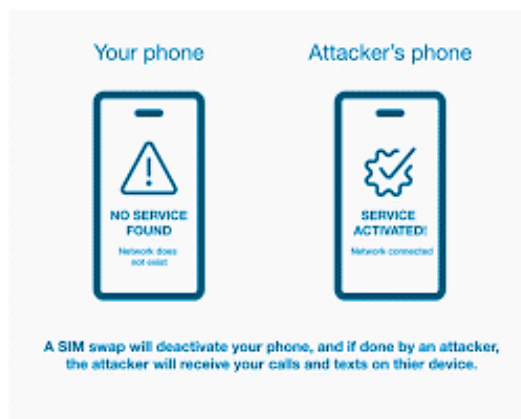 Your phone
Attacker's phone
NO SERVICE
FOUND
Network does
not exist
SERVICE
ACTIVATED!
Network connected
A SIM swap will deactivate your phone, and if done by an attacker,
the attacker will receive your calls and texts on thier device.